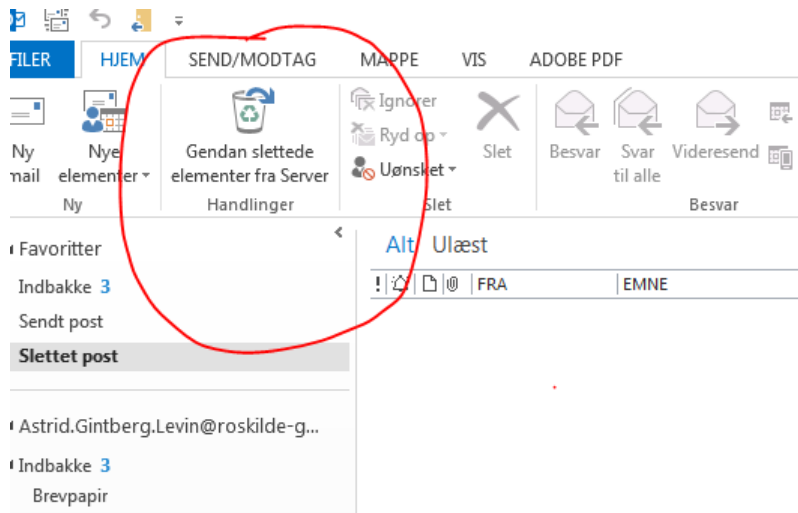 FILER HJEM SEND/MODTAG MAPPE VIS ADOBE PDF
Ny mail
Nye elementer
Ny
Gendan slettede
elementer fra Server
Handlinger
Ignorer
Ryd op
Uønsket
Slet
Slet
Besvar
Svar til alle
Videresend
Besvar
Favoritter
Indbakke 3
Sendt post
Slettet post
Astrid.Gintberg.Levin@roskilde-g...
Indbakke 3
Brevpapir
Alt Ulæst
! FRA EMNE